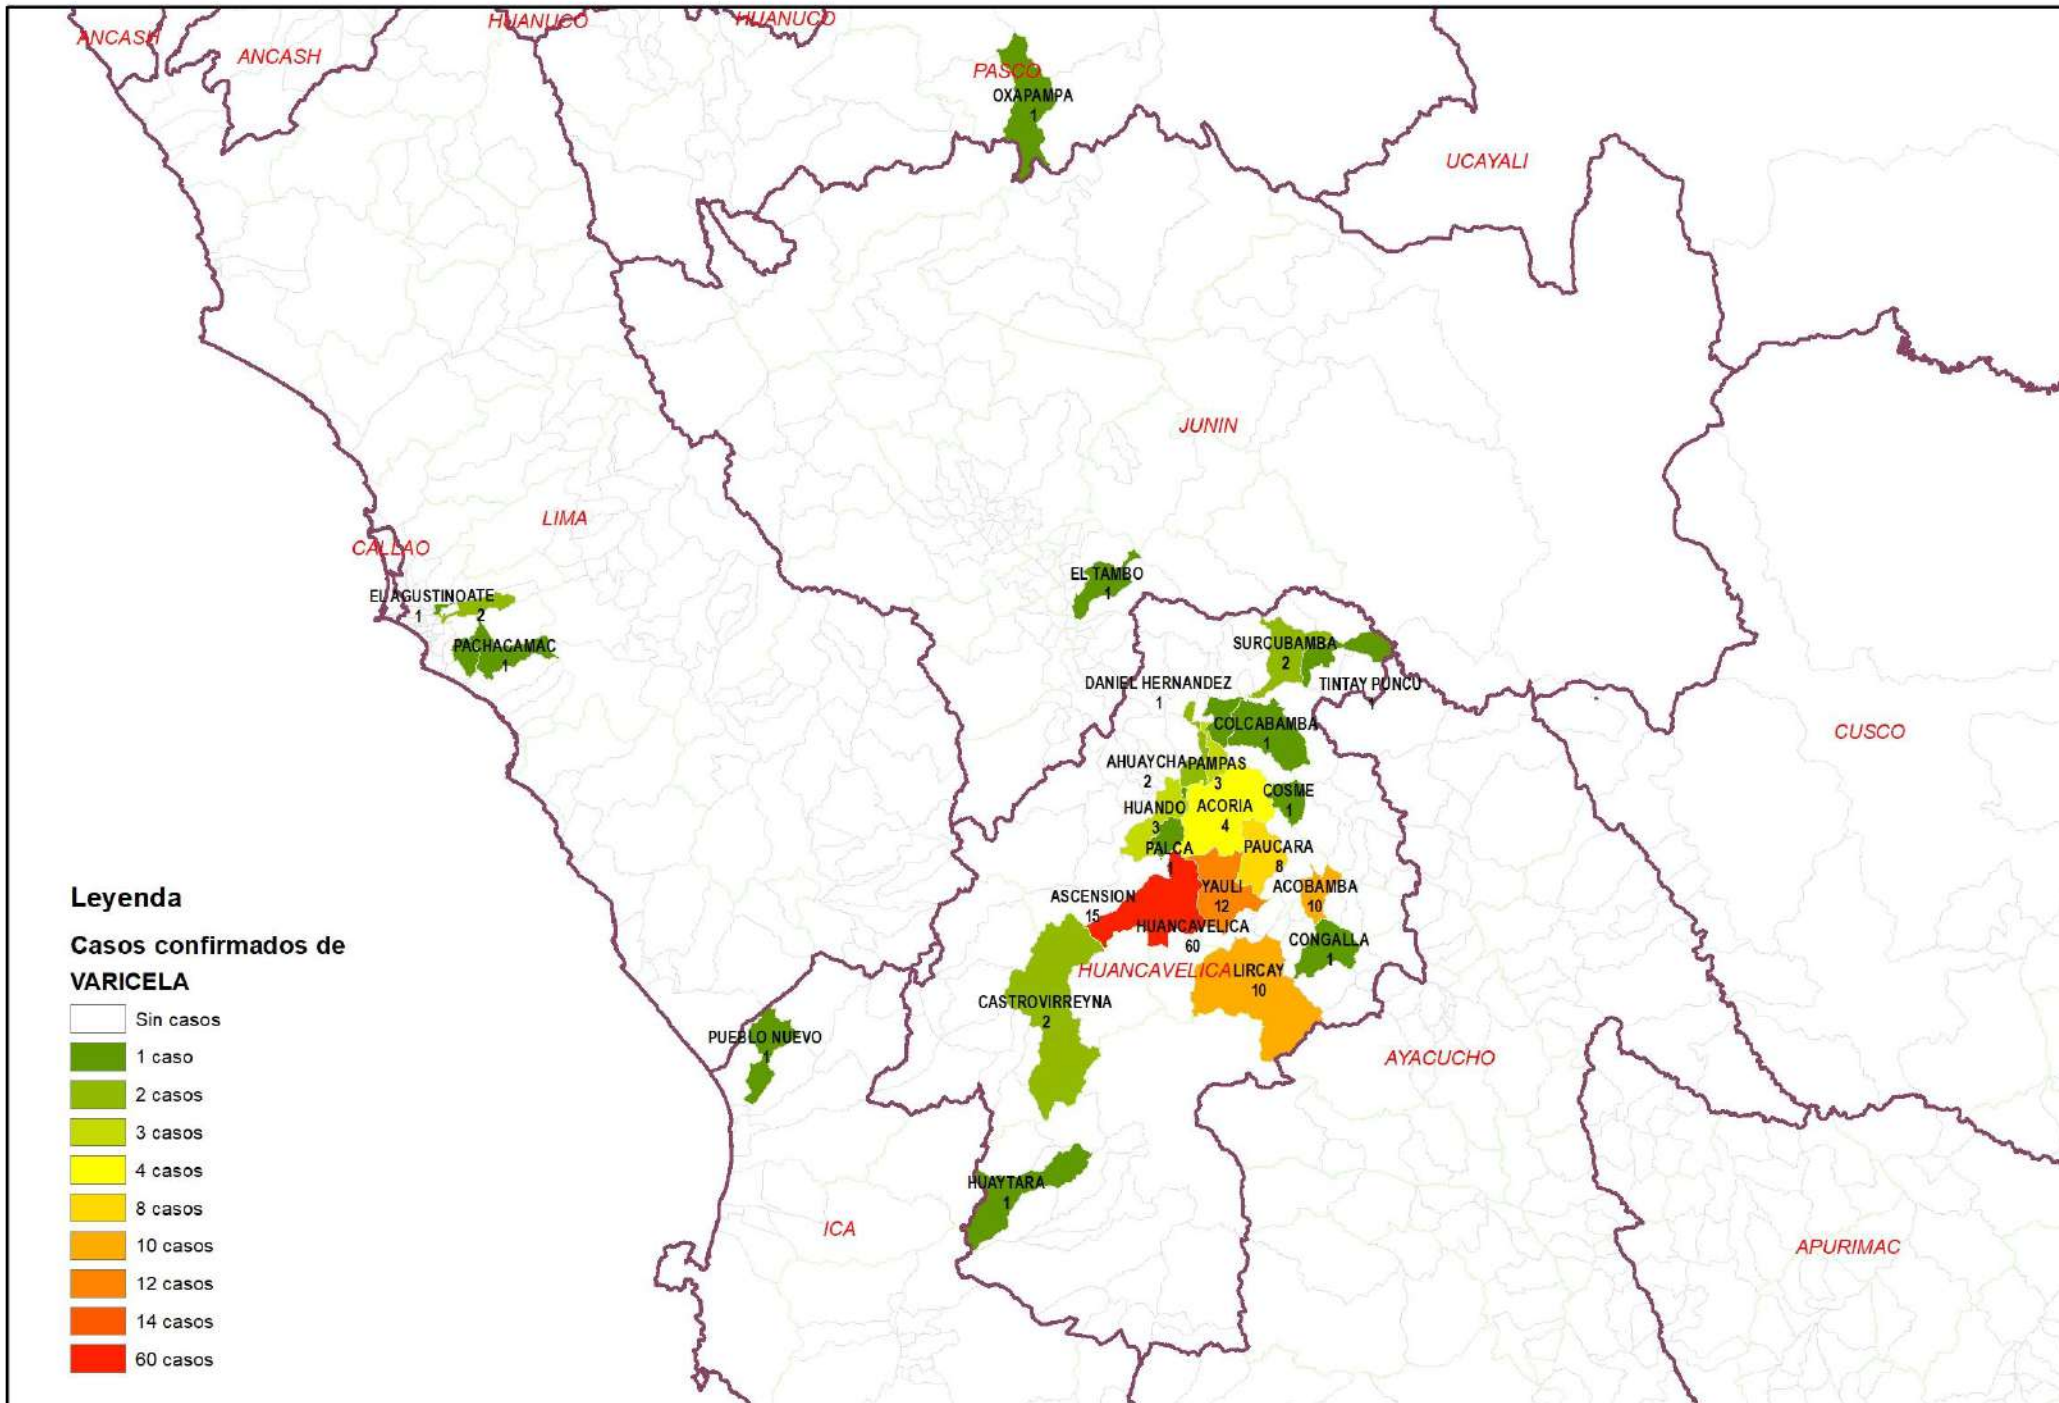 ANCASH
ANCASH
HUANUCO
HUANUCO
PASCO
OXAPAMPA
1
UCAYALI
JUNIN
LIMA
CALLAO
EL AGUSTINO
1
ATE
2
PACHACAMAC
1
EL TAMBO
1
SURCUBAMBA
2
TINTAY PUNCU
1
DANIEL HERNANDEZ
1
COLCABAMBA
1
CUSCO
AHUAYCHA
2
PAMPAS
3
COSME
1
HUANDO
3
ACORIA
4
PALCA
1
PAUCARA
8
ASCENSION
15
YAULI
12
ACOBAMBA
10
HUANCAVELICA
60
CONGALLA
1
HUANCAVELICA
LIRCAY
10
CASTROVIRREYNA
2
PUEBLO NUEVO
1
AYACUCHO
HUAYTARA
1
ICA
APURIMAC
Leyenda
Casos confirmados de
VARICELA
Sin casos
1 caso
2 casos
3 casos
4 casos
8 casos
10 casos
12 casos
14 casos
60 casos